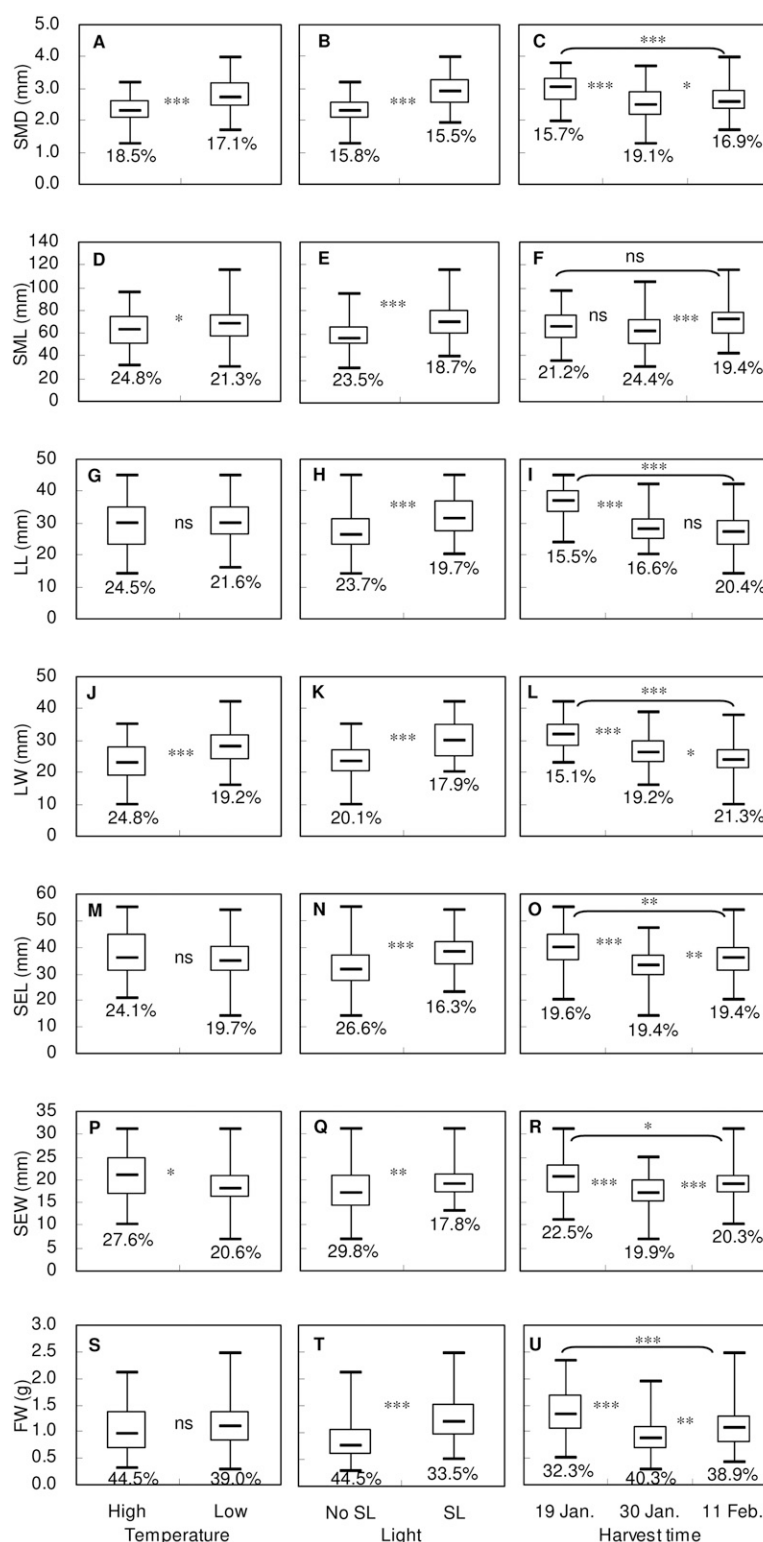 5.0 A B C ***
SMD (mm)
4.0
3.0 *** *** *** *
2.0
1.0 18.5% 17.1% 15.8% 15.5% 15.7% 19.1% 16.9%
0.0
140
SML (mm)
120 D E F ns
100
80 * *** ns ***
60
40
20 24.8% 21.3% 23.5% 18.7% 21.2% 24.4% 19.4%
0
50 G H I ***
LL (mm)
40
30 ns *** *** ns
20
10 24.5% 21.6% 23.7% 19.7% 15.5% 16.6% 20.4%
0
50 J K L ***
LW (mm)
40
30 *** *** *** *
20
10 24.8% 19.2% 20.1% 17.9% 15.1% 19.2% 21.3%
0
60 M N O **
SEL (mm)
50
40 ns *** *** **
30
20 24.1% 19.7% 26.6% 16.3% 19.6% 19.4% 19.4%
10
0
35 P Q R *
SEW (mm)
30
25
20 * ** *** ***
15
10 27.6% 20.6% 29.8% 17.8% 22.5% 19.9% 20.3%
5
0
3.0 S T U ***
FW (g)
2.5
2.0
1.5 ns *** *** **
1.0
0.5 44.5% 39.0% 44.5% 33.5% 32.3% 40.3% 38.9%
0.0
High Low No SL SL 19 Jan. 30 Jan. 11 Feb.
Temperature Light Harvest time